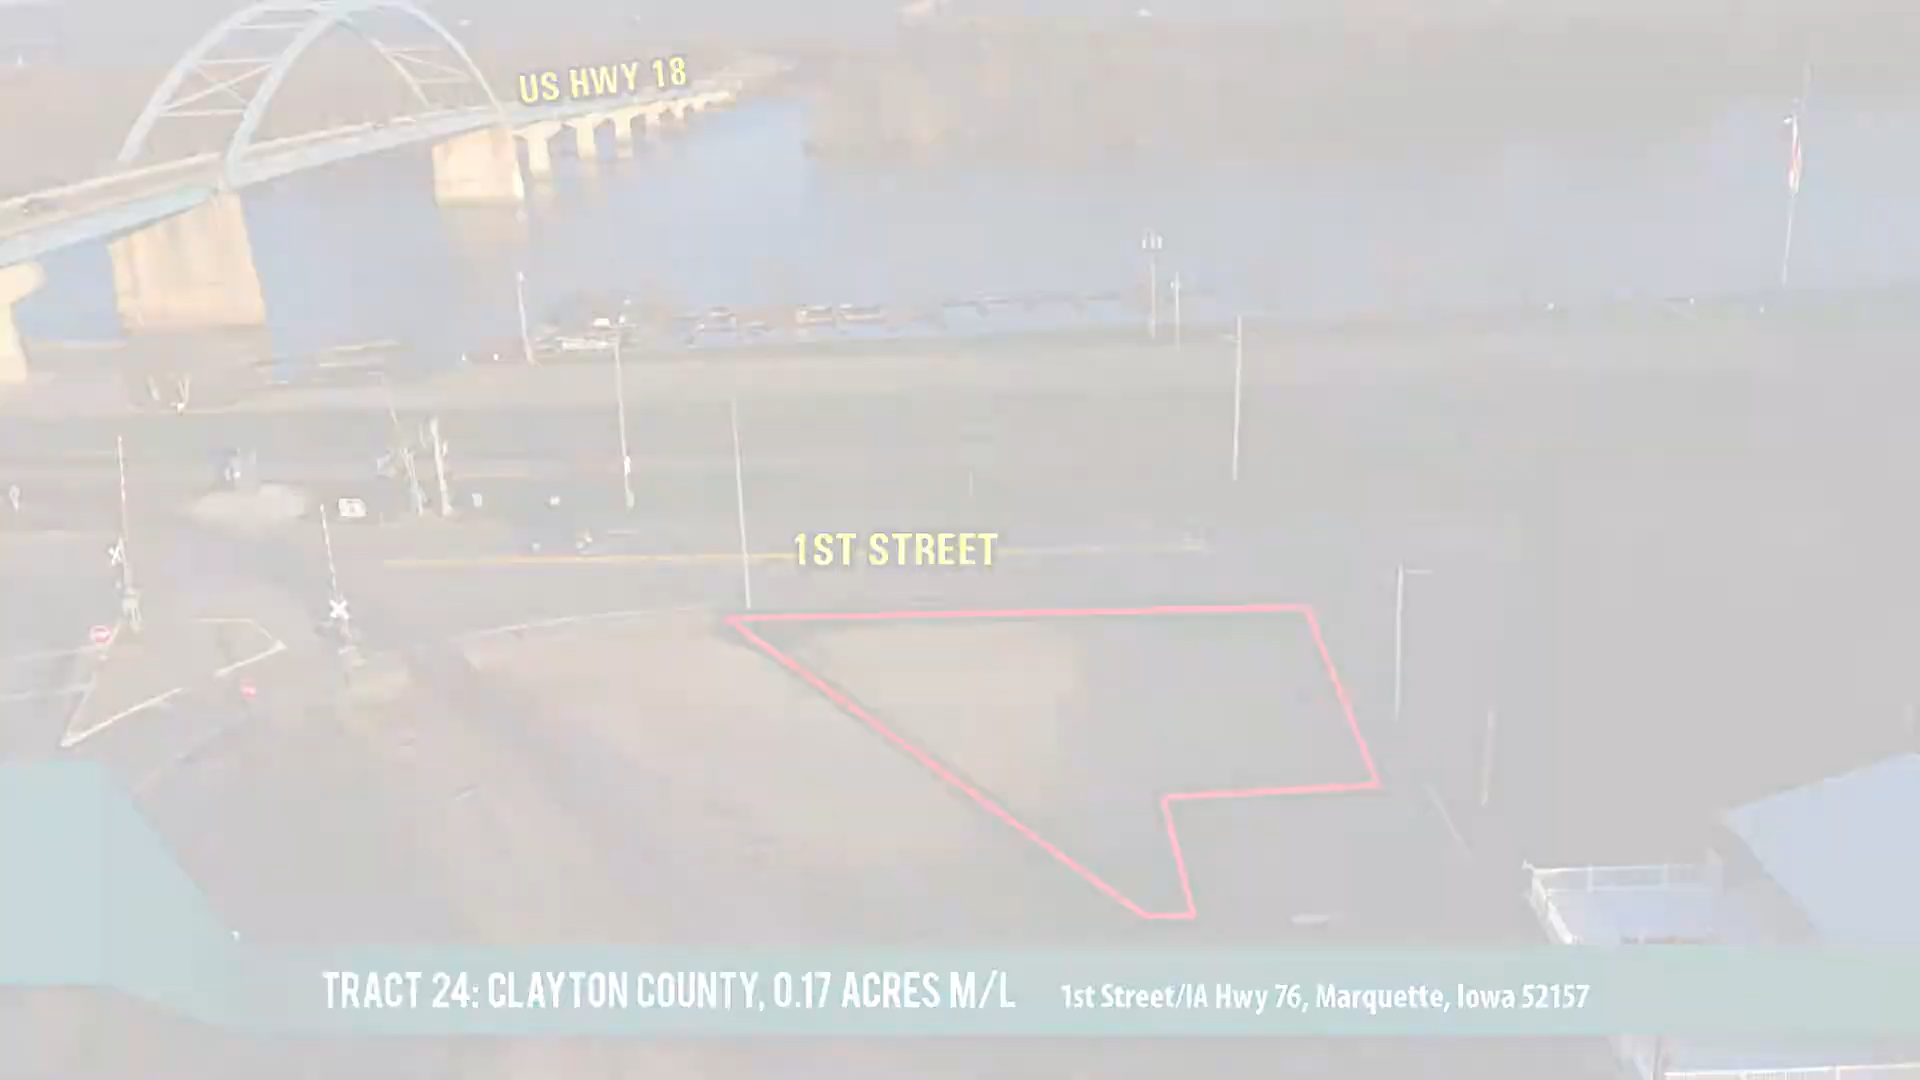 US HWY 18
1ST STREET
TRACT 24: CLAYTON COUNTY, 0.17 ACRES M/L
1st Street/IA Hwy 76, Marquette, Iowa 52157